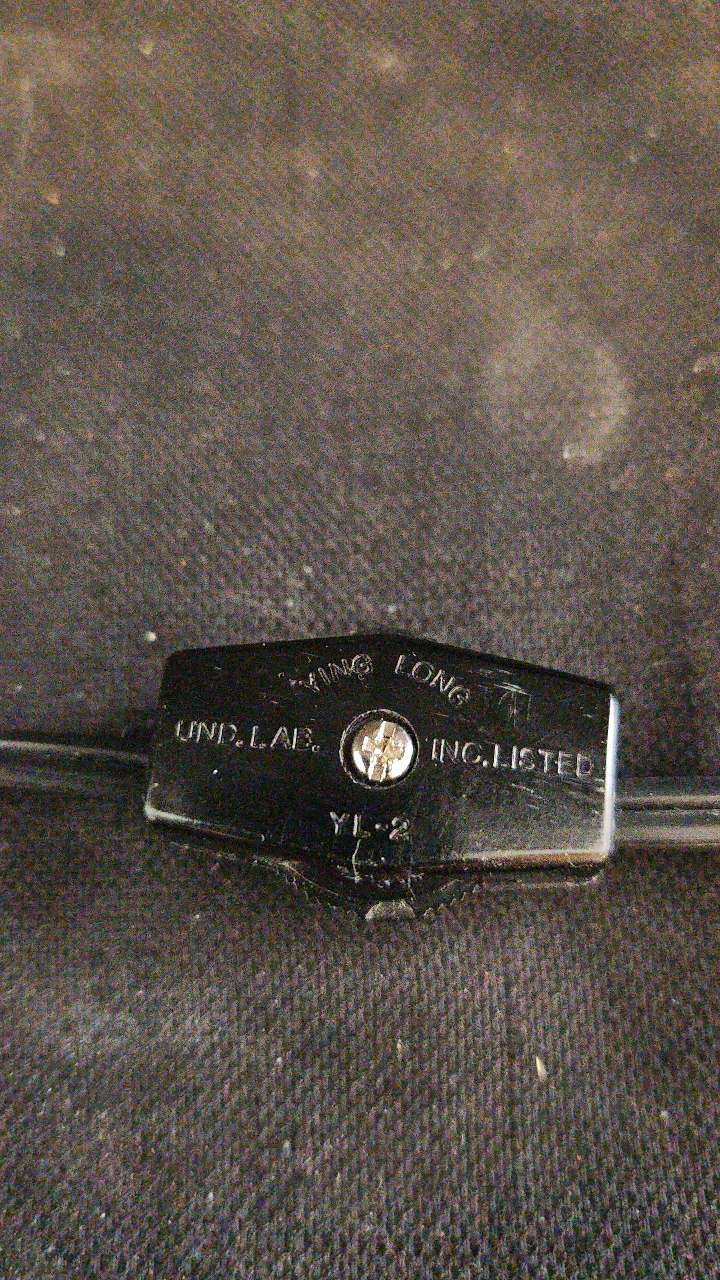 YING LONG
UND. LAB. INC. LISTED
YL-2